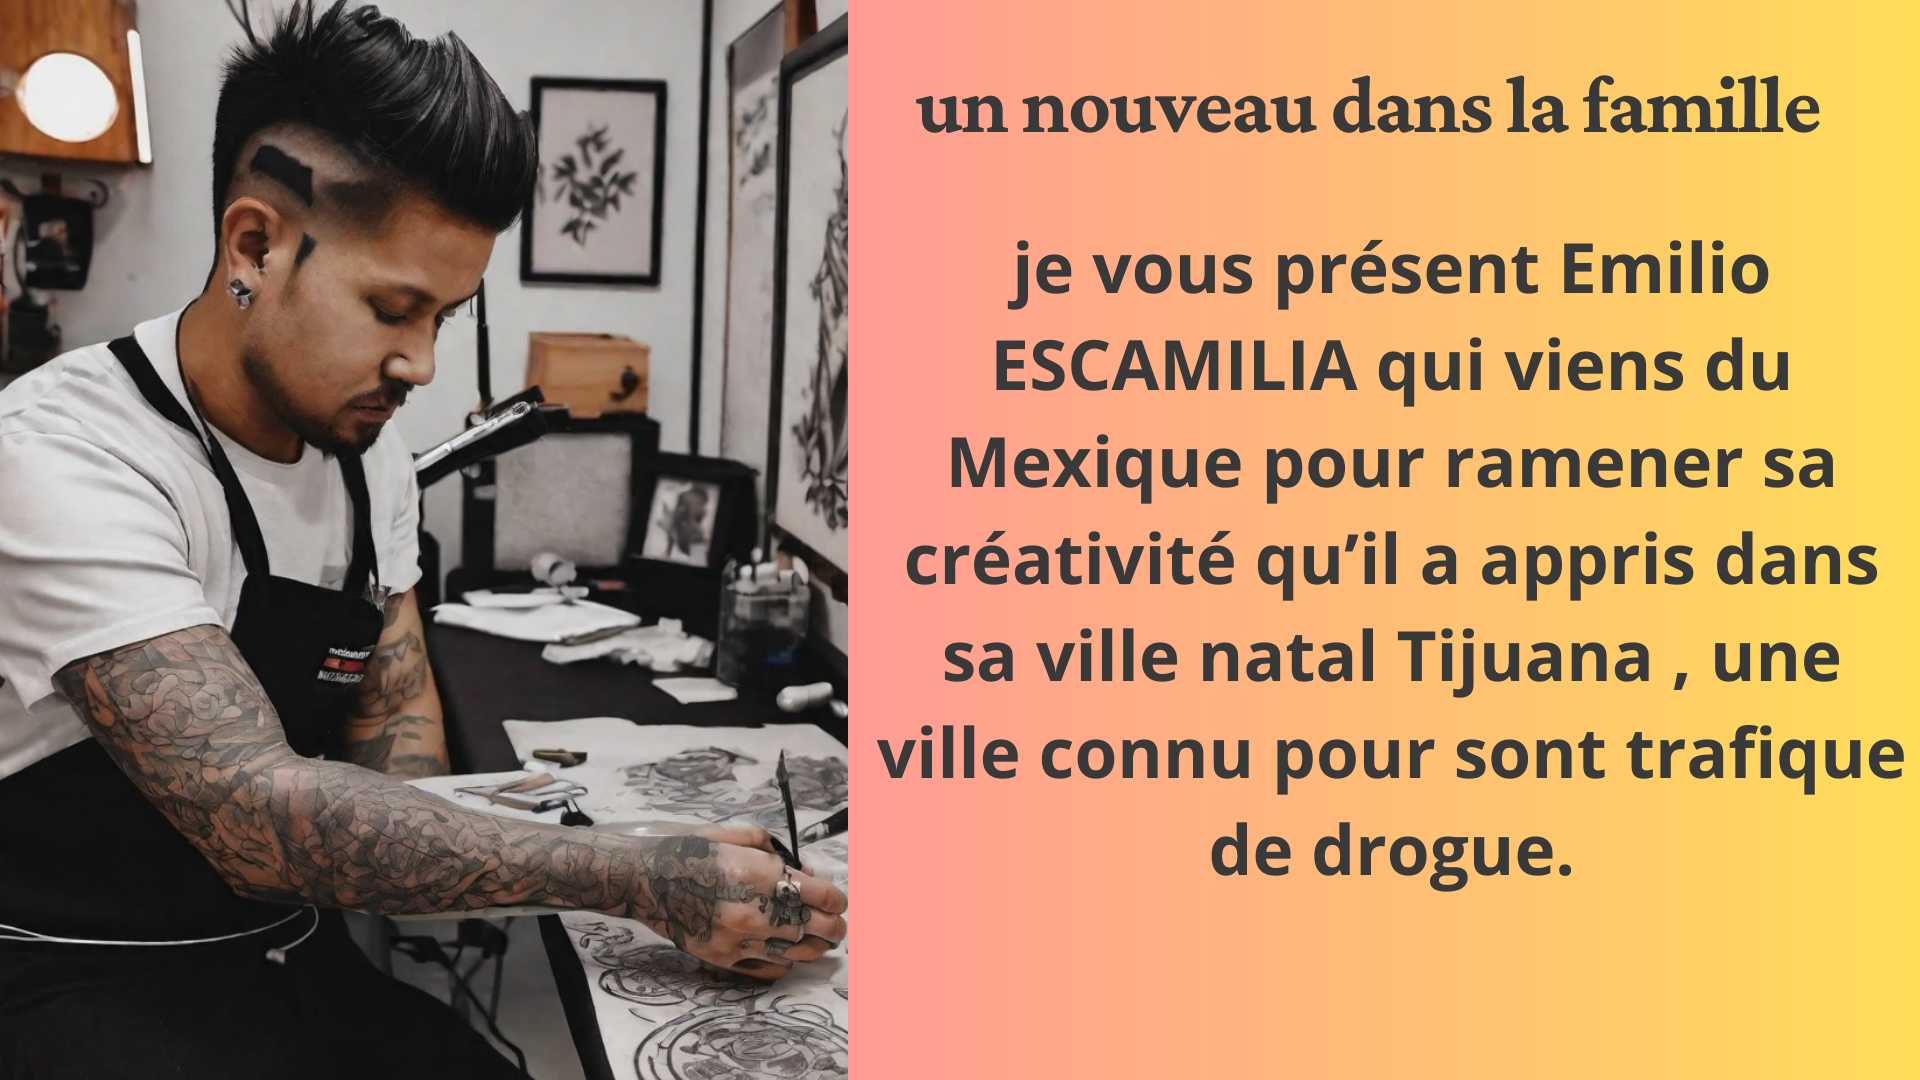 un nouveau dans la famille
je vous présent Emilio
ESCAMILIA qui viens du
Mexique pour ramener sa
créativité qu’il a appris dans
sa ville natal Tijuana , une
ville connu pour sont trafique
de drogue.